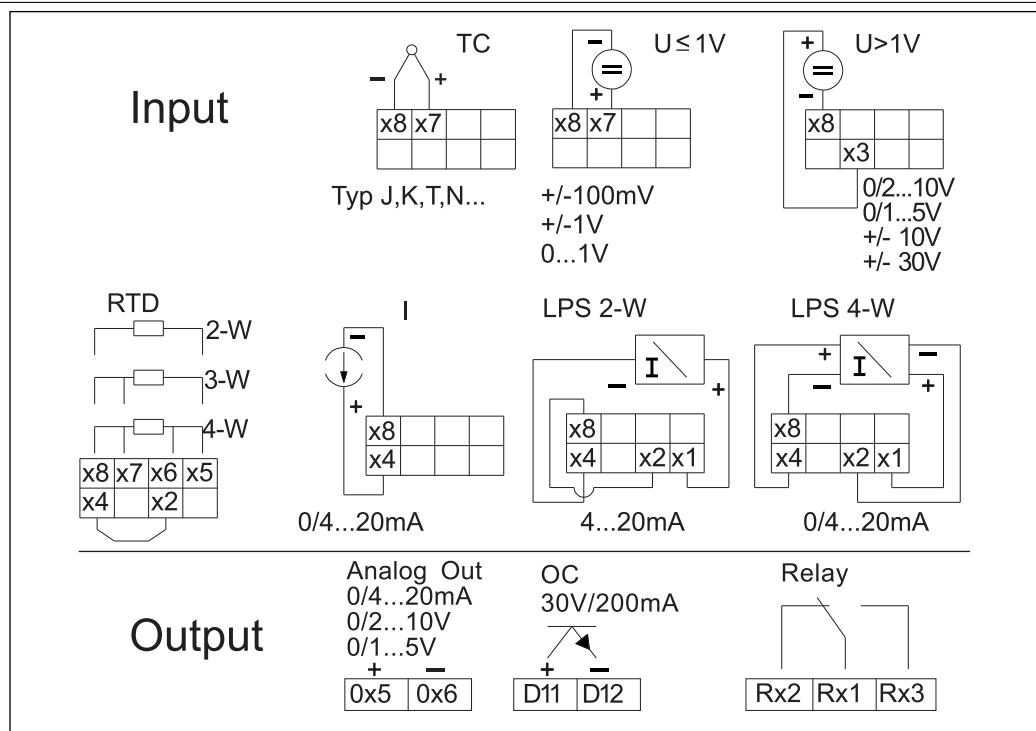 Input
TC
− +
x8 x7
Typ J,K,T,N...
U≤1V
−
+
x8 x7
+/-100mV
+/-1V
0...1V
U>1V
+
−
x8
x3
0/2...10V
0/1...5V
+/- 10V
+/- 30V
RTD
2-W
3-W
4-W
x8 x7 x6 x5
x4 x2
I
−
+
x8
x4
0/4...20mA
LPS 2-W
I
− +
x8
x4 x2 x1
4...20mA
LPS 4-W
+ I −
− +
x8
x4 x2 x1
0/4...20mA
Output
Analog Out
0/4...20mA
0/2...10V
0/1...5V
+ −
0x5 0x6
OC
30V/200mA
+ −
D11 D12
Relay
Rx2 Rx1 Rx3